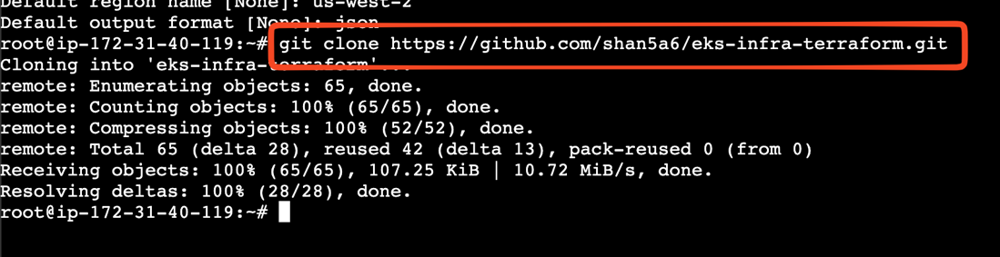 Default region name [None]: us-west-2
Default output format [None]: json
root@ip-172-31-40-119:~# git clone https://github.com/shan5a6/eks-infra-terraform.git
Cloning into 'eks-infra-terraform'...
remote: Enumerating objects: 65, done.
remote: Counting objects: 100% (65/65), done.
remote: Compressing objects: 100% (52/52), done.
remote: Total 65 (delta 28), reused 42 (delta 13), pack-reused 0 (from 0)
Receiving objects: 100% (65/65), 107.25 KiB | 10.72 MiB/s, done.
Resolving deltas: 100% (28/28), done.
root@ip-172-31-40-119:~#